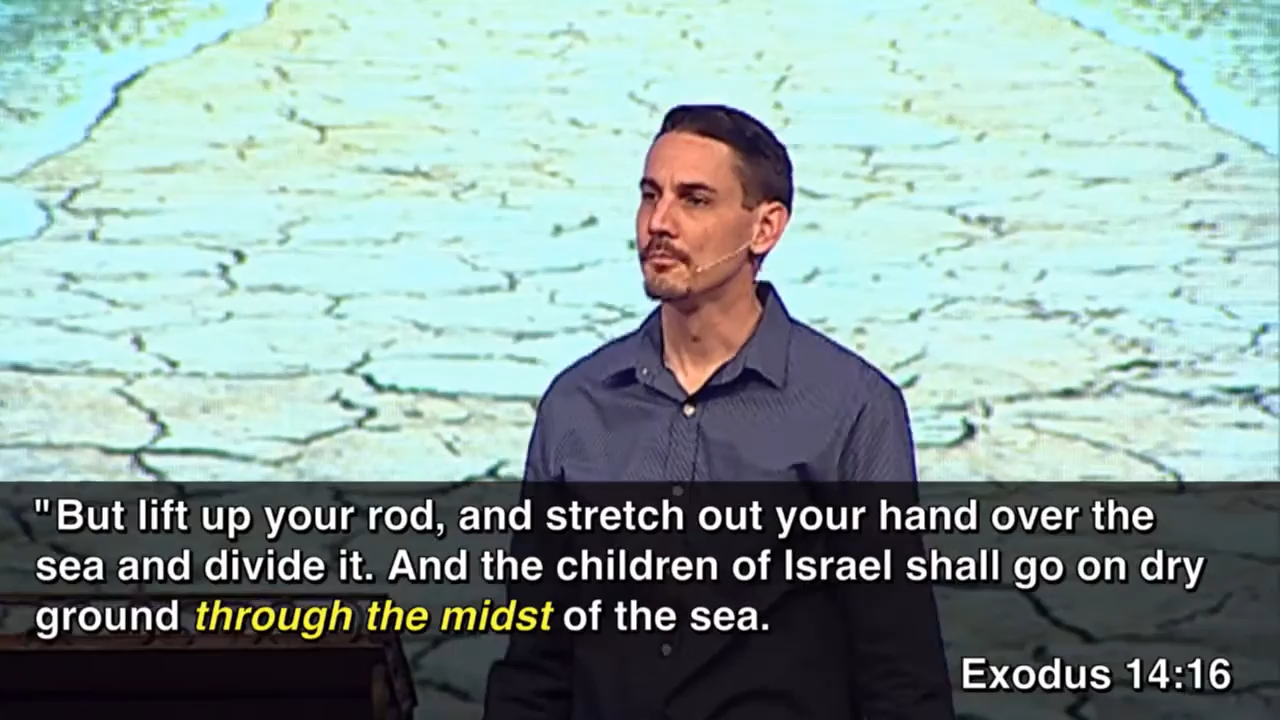 "But lift up your rod, and stretch out your hand over the
sea and divide it. And the children of Israel shall go on dry
ground through the midst of the sea.
Exodus 14:16